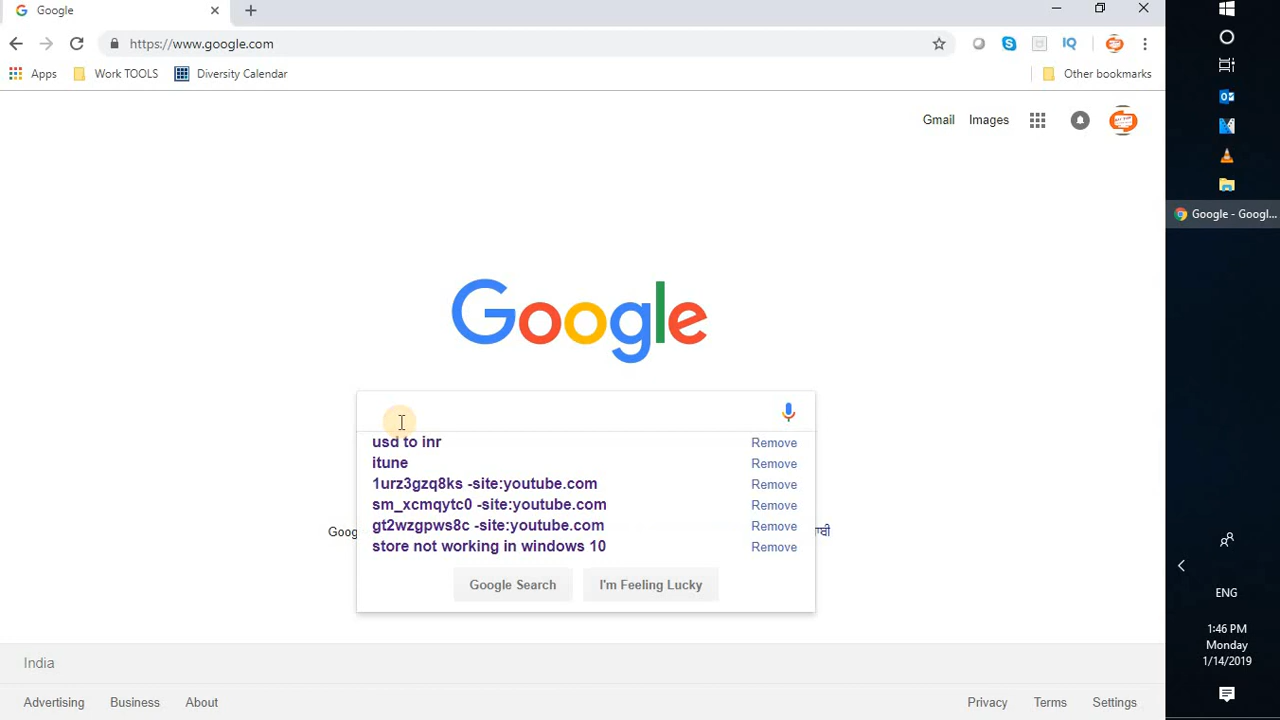 Google
https://www.google.com
IQ
Apps
Work TOOLS
Diversity Calendar
Other bookmarks
Gmail
Images
Google
usd to inr Remove
itune Remove
1urz3gzq8ks -site:youtube.com Remove
sm_xcmqytc0 -site:youtube.com Remove
gt2wzgpws8c -site:youtube.com Remove
store not working in windows 10 Remove
Goog
Google Search
I'm Feeling Lucky
India
Advertising Business About
Privacy Terms Settings
Google - Googl...
ENG
1:46 PM
Monday
1/14/2019